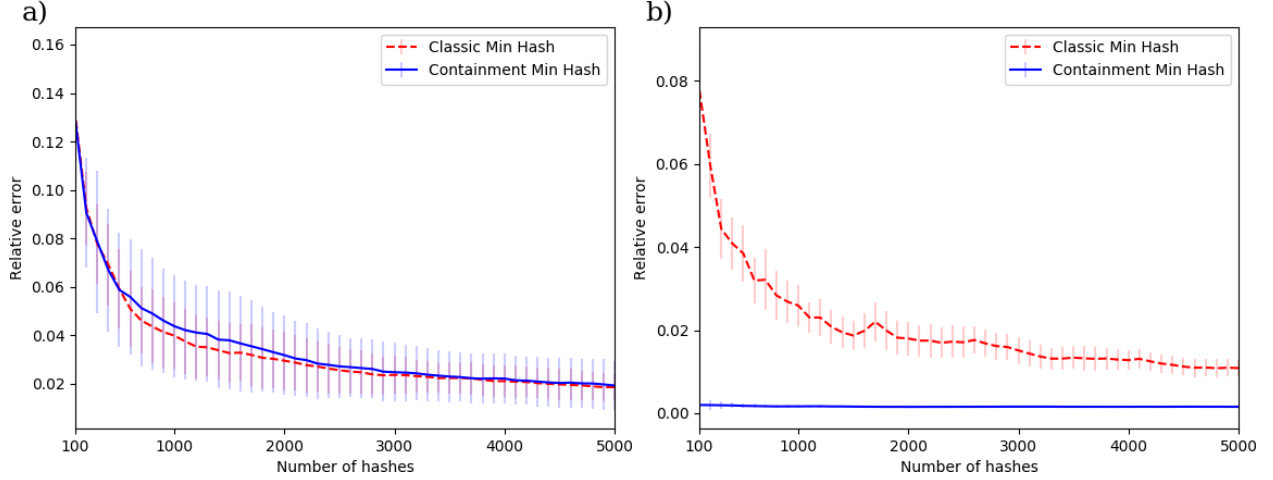 a)
0.16
0.14
0.12
0.10
0.08
0.06
0.04
0.02
Relative error
100
1000
2000
3000
4000
5000
Number of hashes
Classic Min Hash
Containment Min Hash
b)
0.08
0.06
0.04
0.02
0.00
Relative error
100
1000
2000
3000
4000
5000
Number of hashes
Classic Min Hash
Containment Min Hash